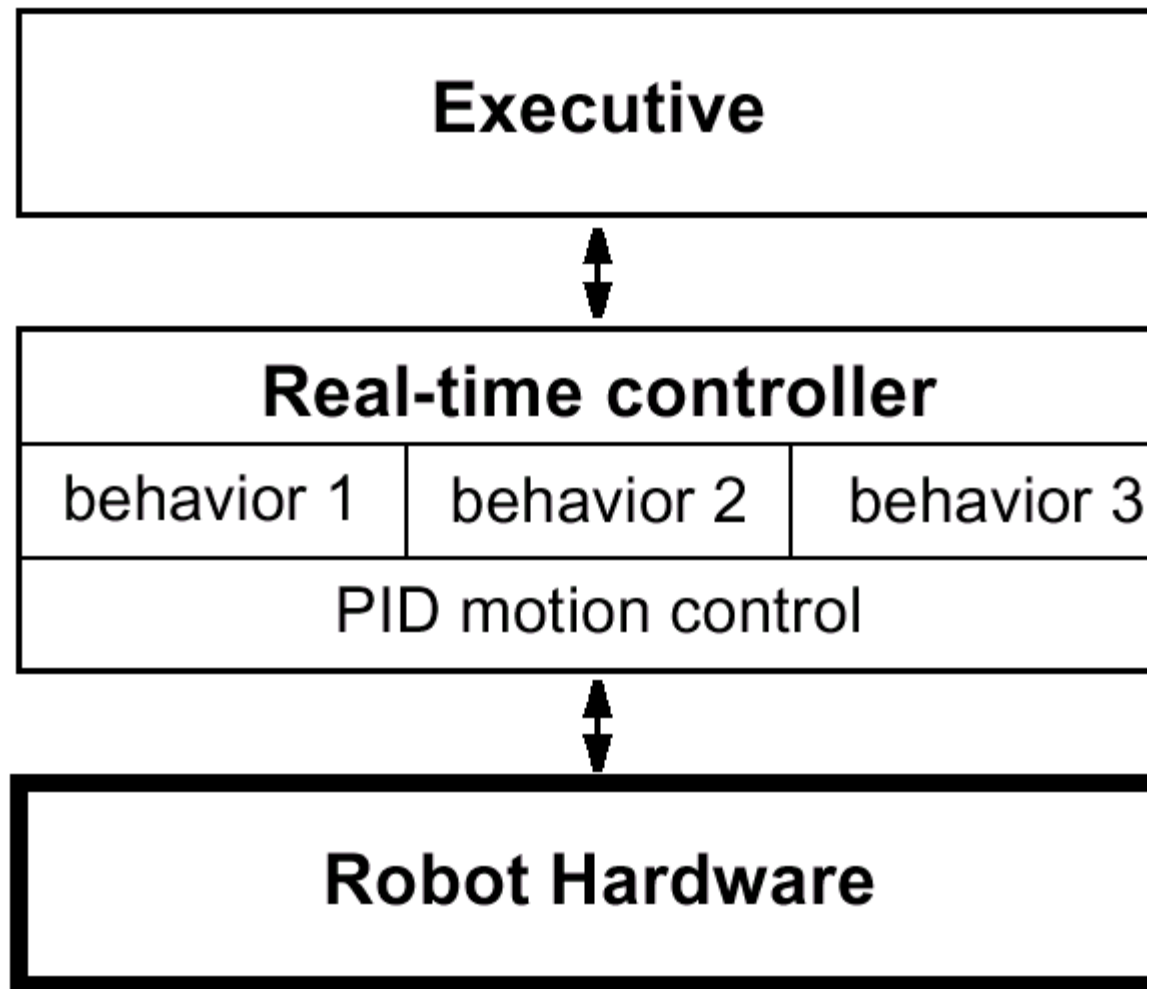 Executive
Real-time controller
behavior 1 behavior 2 behavior 3
PID motion control
Robot Hardware